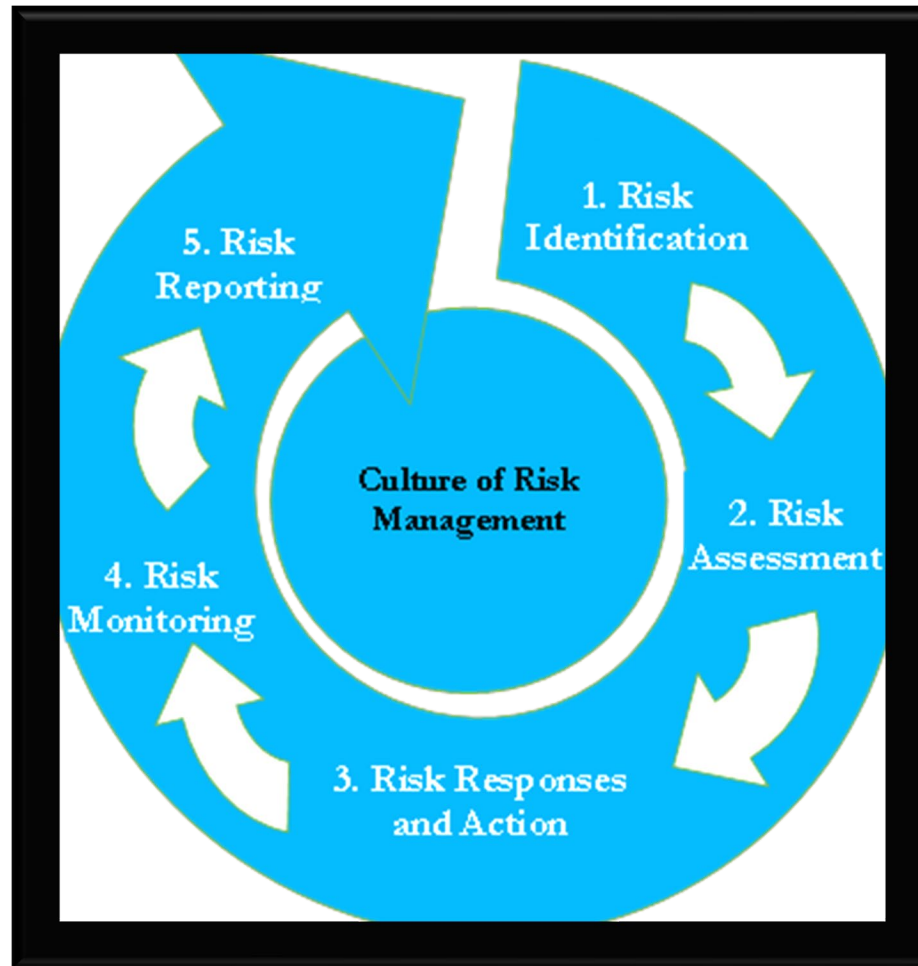 1. Risk
Identification
2. Risk
Assessment
3. Risk Responses
and Action
4. Risk
Monitoring
5. Risk
Reporting
Culture of Risk
Management